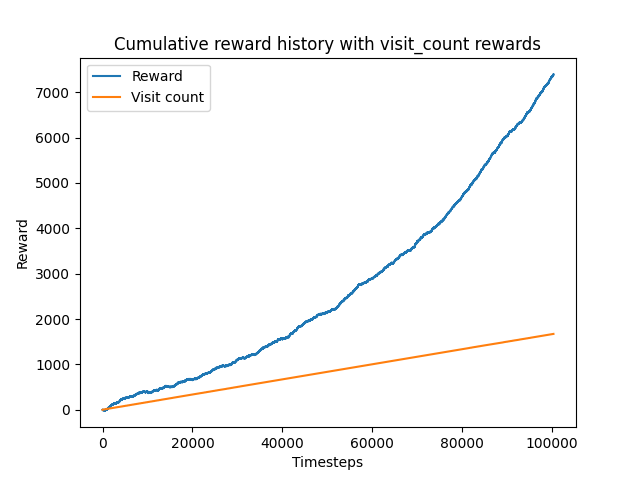 Cumulative reward history with visit_count rewards
Reward
Visit count
7000
6000
5000
4000
3000
2000
1000
0
Reward
0
20000
40000
60000
80000
100000
Timesteps